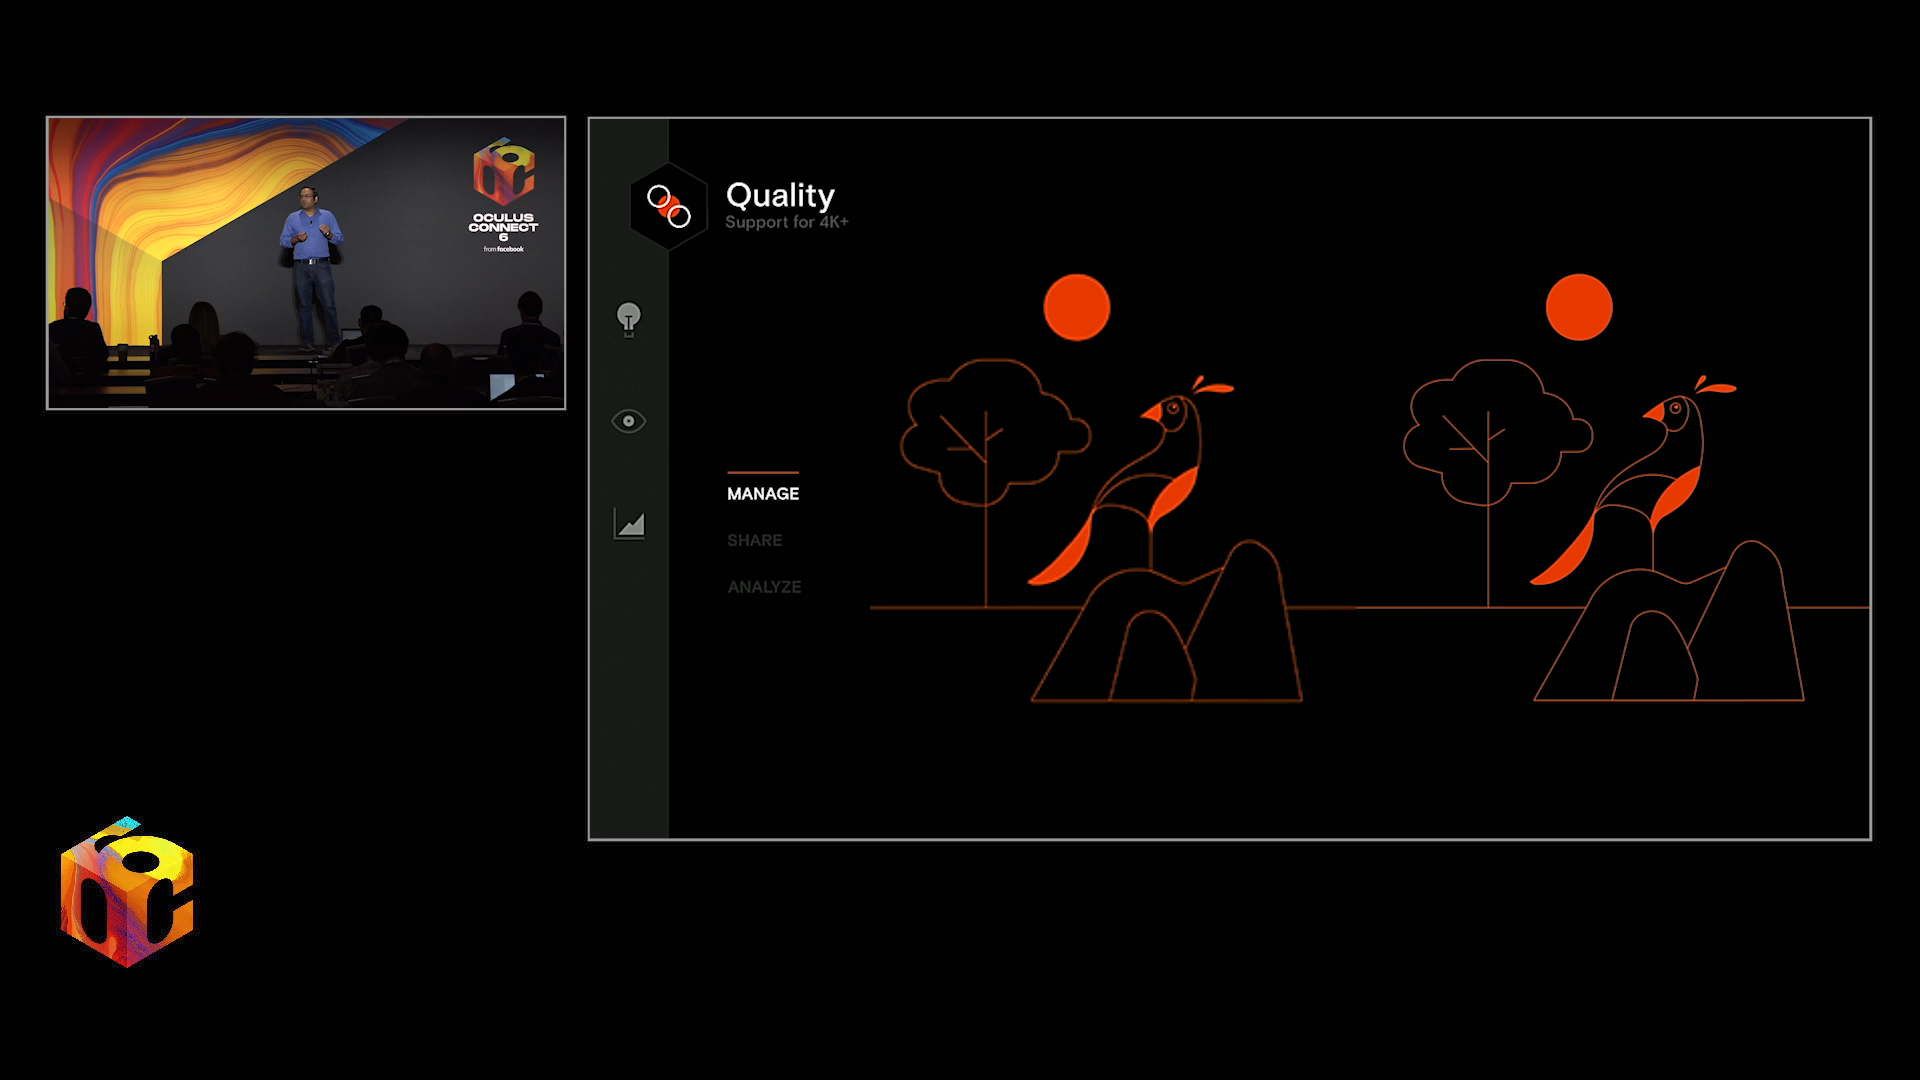 OCULUS
CONNECT
6
from facebook
Quality
Support for 4K+
MANAGE
SHARE
ANALYZE